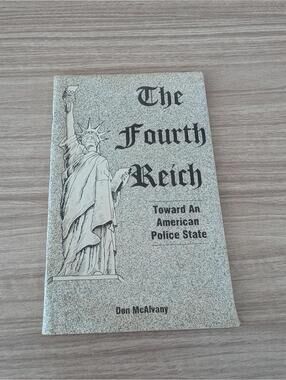 The
Fourth
Reich
Toward An
American
Police State
Don McAlvany